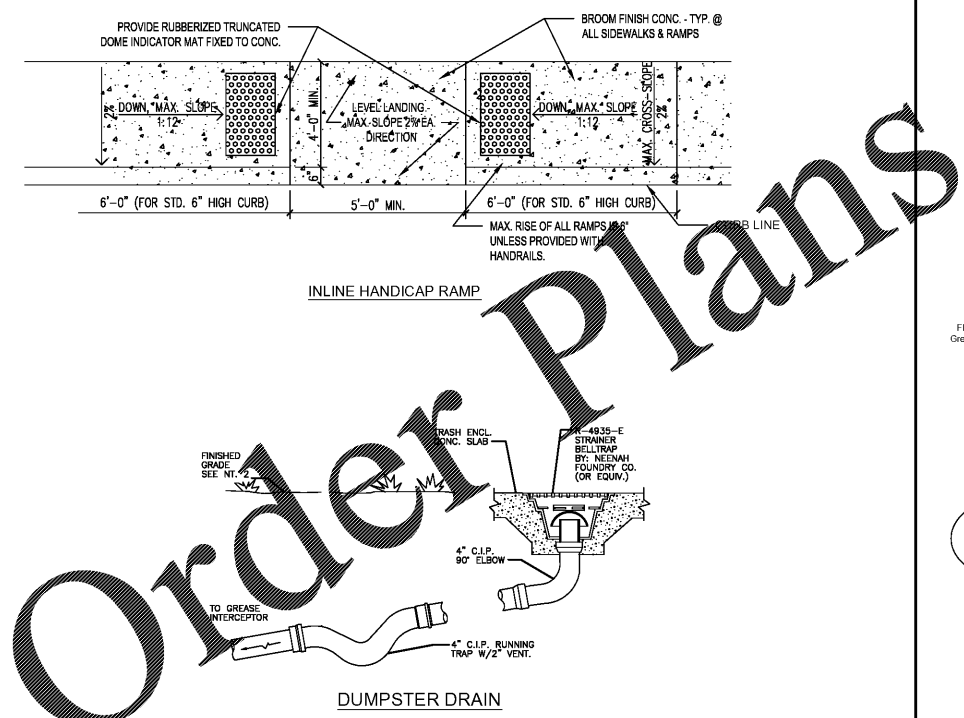 PROVIDE RUBBERIZED TRUNCATED
DOME INDICATOR MAT FIXED TO CONC.
BROOM FINISH CONC. - TYP. @
ALL SIDEWALKS & RAMPS
2%
DOWN, MAX. SLOPE
1:12
6"
4'-0" MIN.
LEVEL LANDING
MAX. SLOPE 2% EA.
DIRECTION
DOWN, MAX. SLOPE
1:12
MAX. CROSS-SLOPE
2%
6'-0" (FOR STD. 6" HIGH CURB)
5'-0" MIN.
6'-0" (FOR STD. 6" HIGH CURB)
MAX. RISE OF ALL RAMPS IS 6"
UNLESS PROVIDED WITH
HANDRAILS.
CURB LINE
INLINE HANDICAP RAMP
Order Plans
Gre
FINISHED
GRADE
SEE NT. 2
TRASH ENCL.
CONC. SLAB
R-4935-E
STRAINER
BELLTRAP
BY: NEENAH
FOUNDRY CO.
(OR EQUIV.)
4" C.I.P.
90° ELBOW
TO GREASE
INTERCEPTOR
4" C.I.P. RUNNING
TRAP W/2" VENT.
DUMPSTER DRAIN